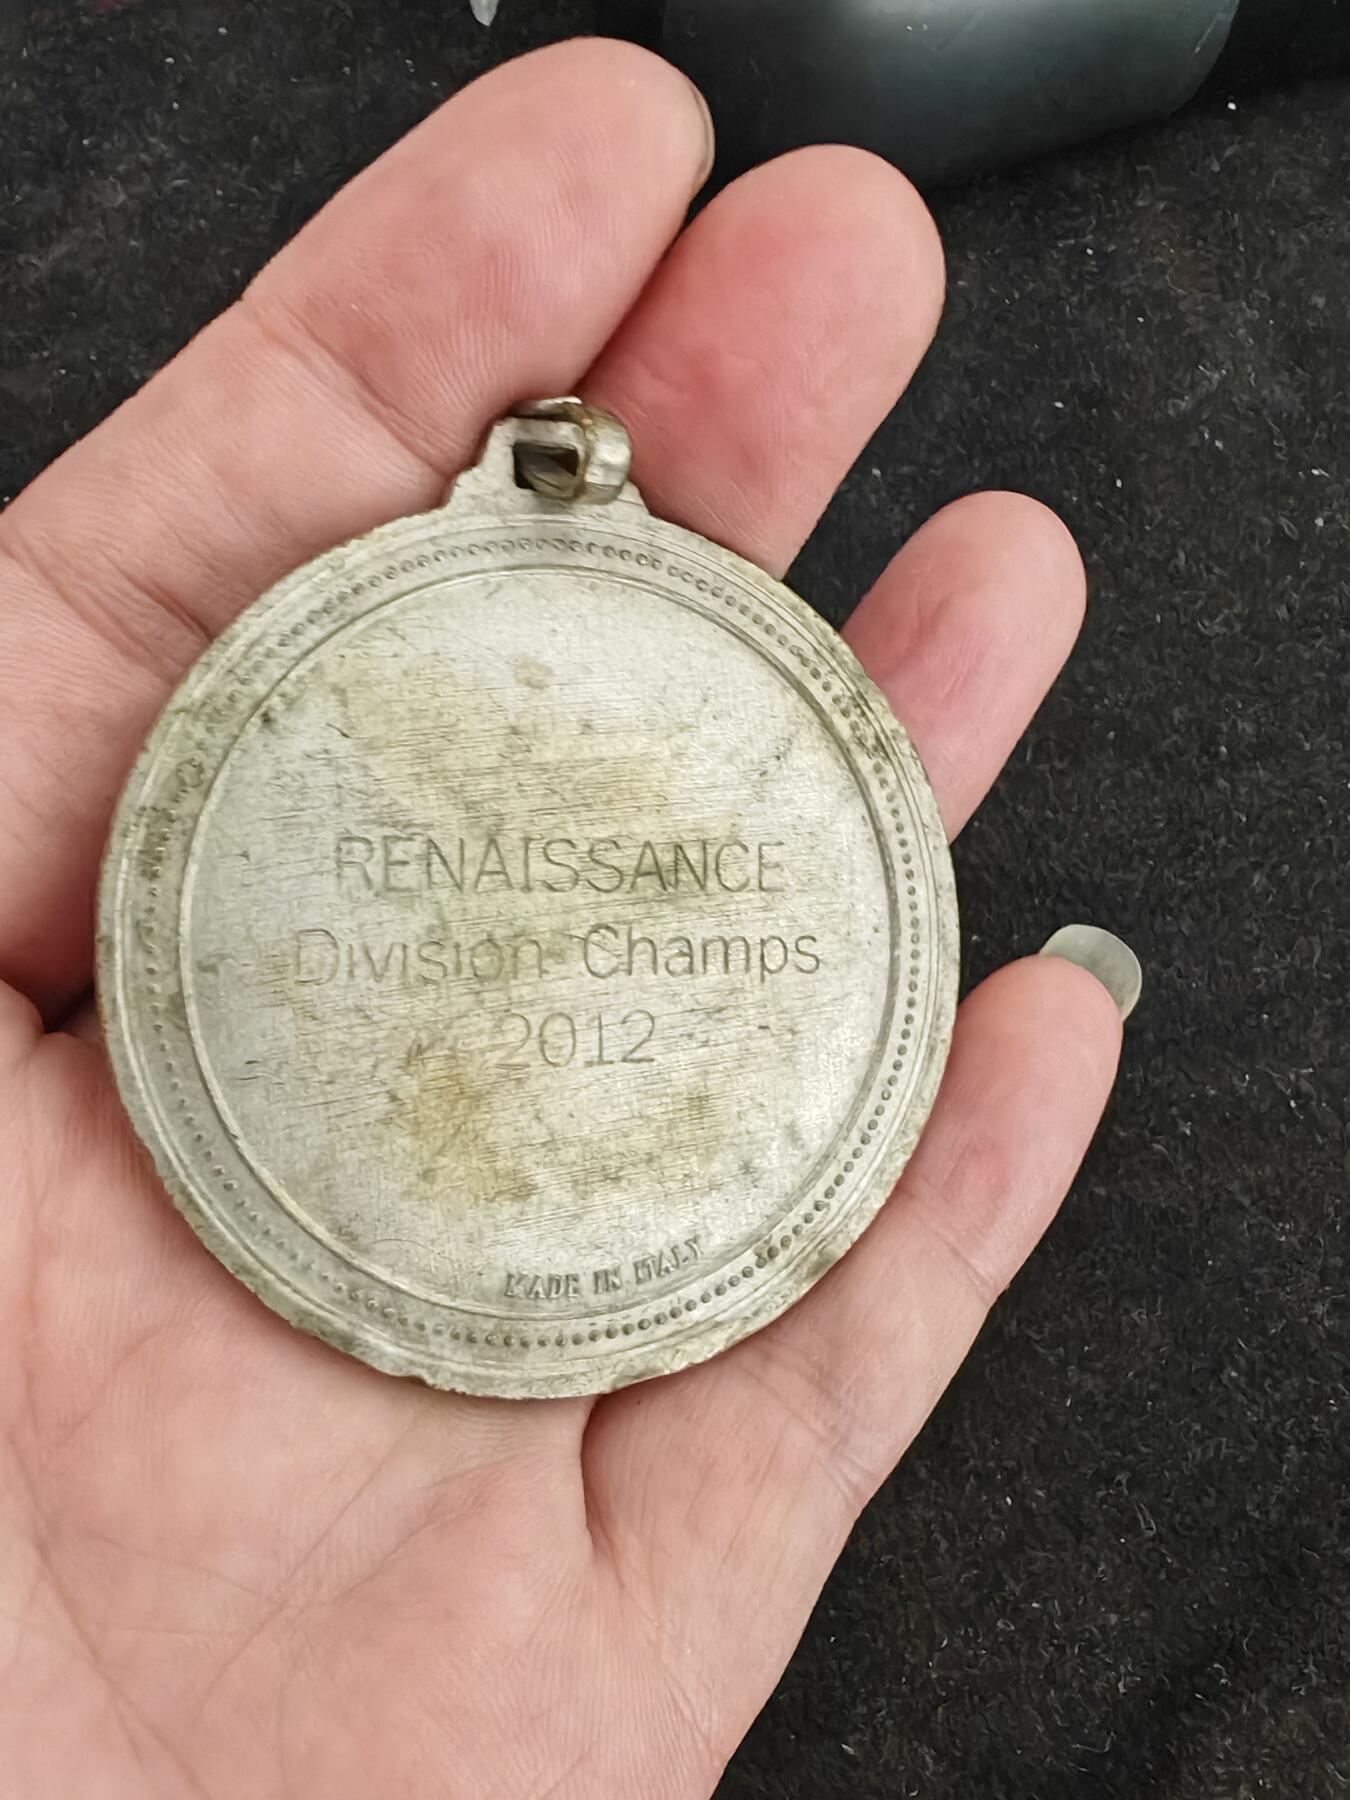 RENAISSANCE
Division Champs
2012
MADE IN ITALY